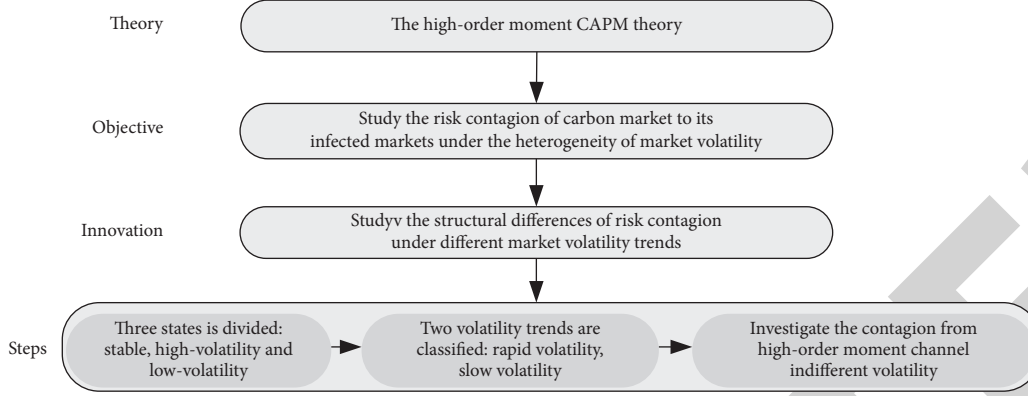 Theory
The high-order moment CAPM theory
Objective
Study the risk contagion of carbon market to its
infected markets under the heterogeneity of market volatility
Innovation
Studyv the structural differences of risk contagion
under different market volatility trends
Steps
Three states is divided:
stable, high-volatility and
low-volatility
Two volatility trends are
classified: rapid volatility,
slow volatility
Investigate the contagion from
high-order moment channel
indifferent volatility